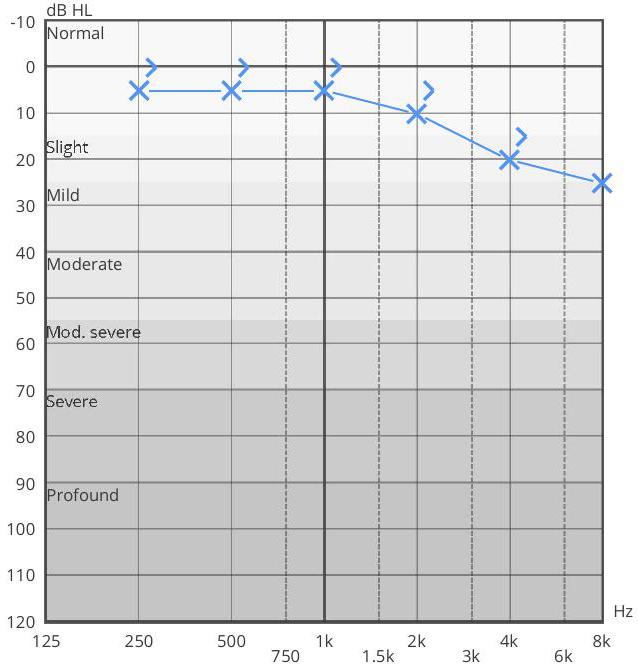 dB HL
-10
Normal
0
10
Slight
20
Mild
30
40
Moderate
50
Mod. severe
60
70
Severe
80
90
Profound
100
110
120
Hz
125 250 500 1k 2k 4k 8k
750 1.5k 3k 6k